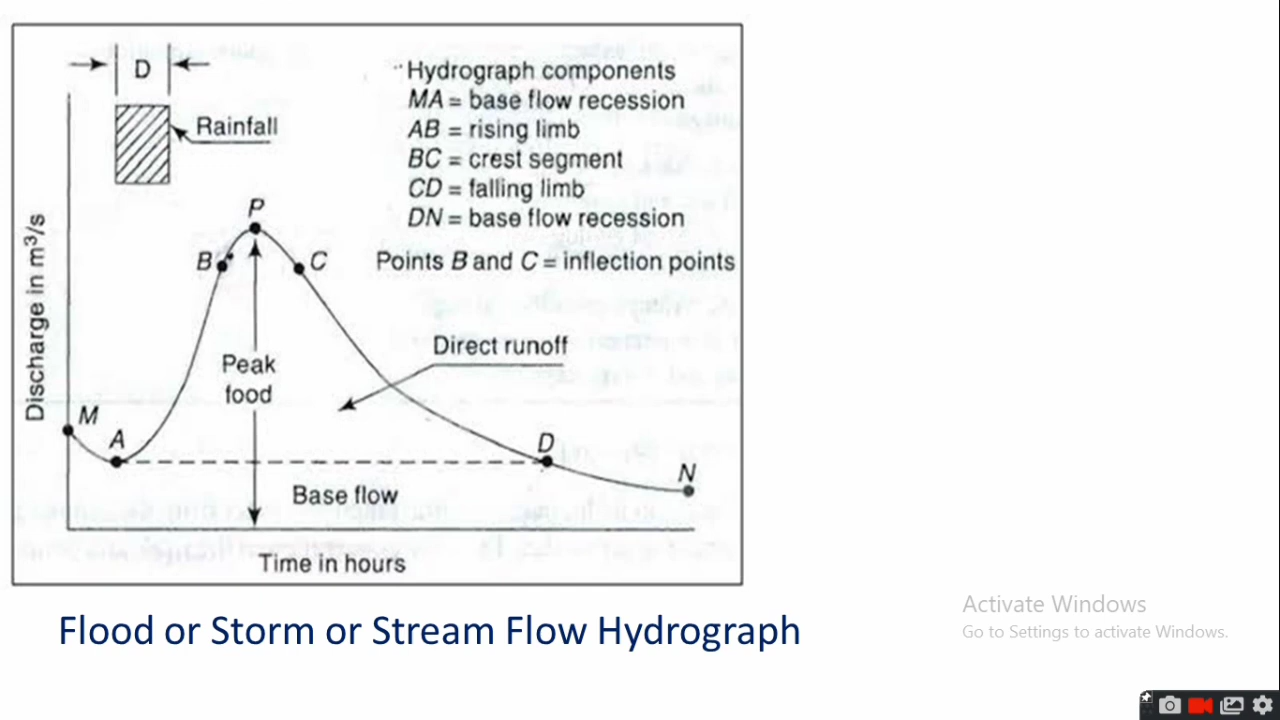 D
Rainfall
Hydrograph components
MA = base flow recession
AB = rising limb
BC = crest segment
CD = falling limb
DN = base flow recession
Points B and C = inflection points
P
B
C
Discharge in m³/s
Direct runoff
Peak
food
M
A
D
N
Base flow
Time in hours
Flood or Storm or Stream Flow Hydrograph
Activate Windows
Go to Settings to activate Windows.